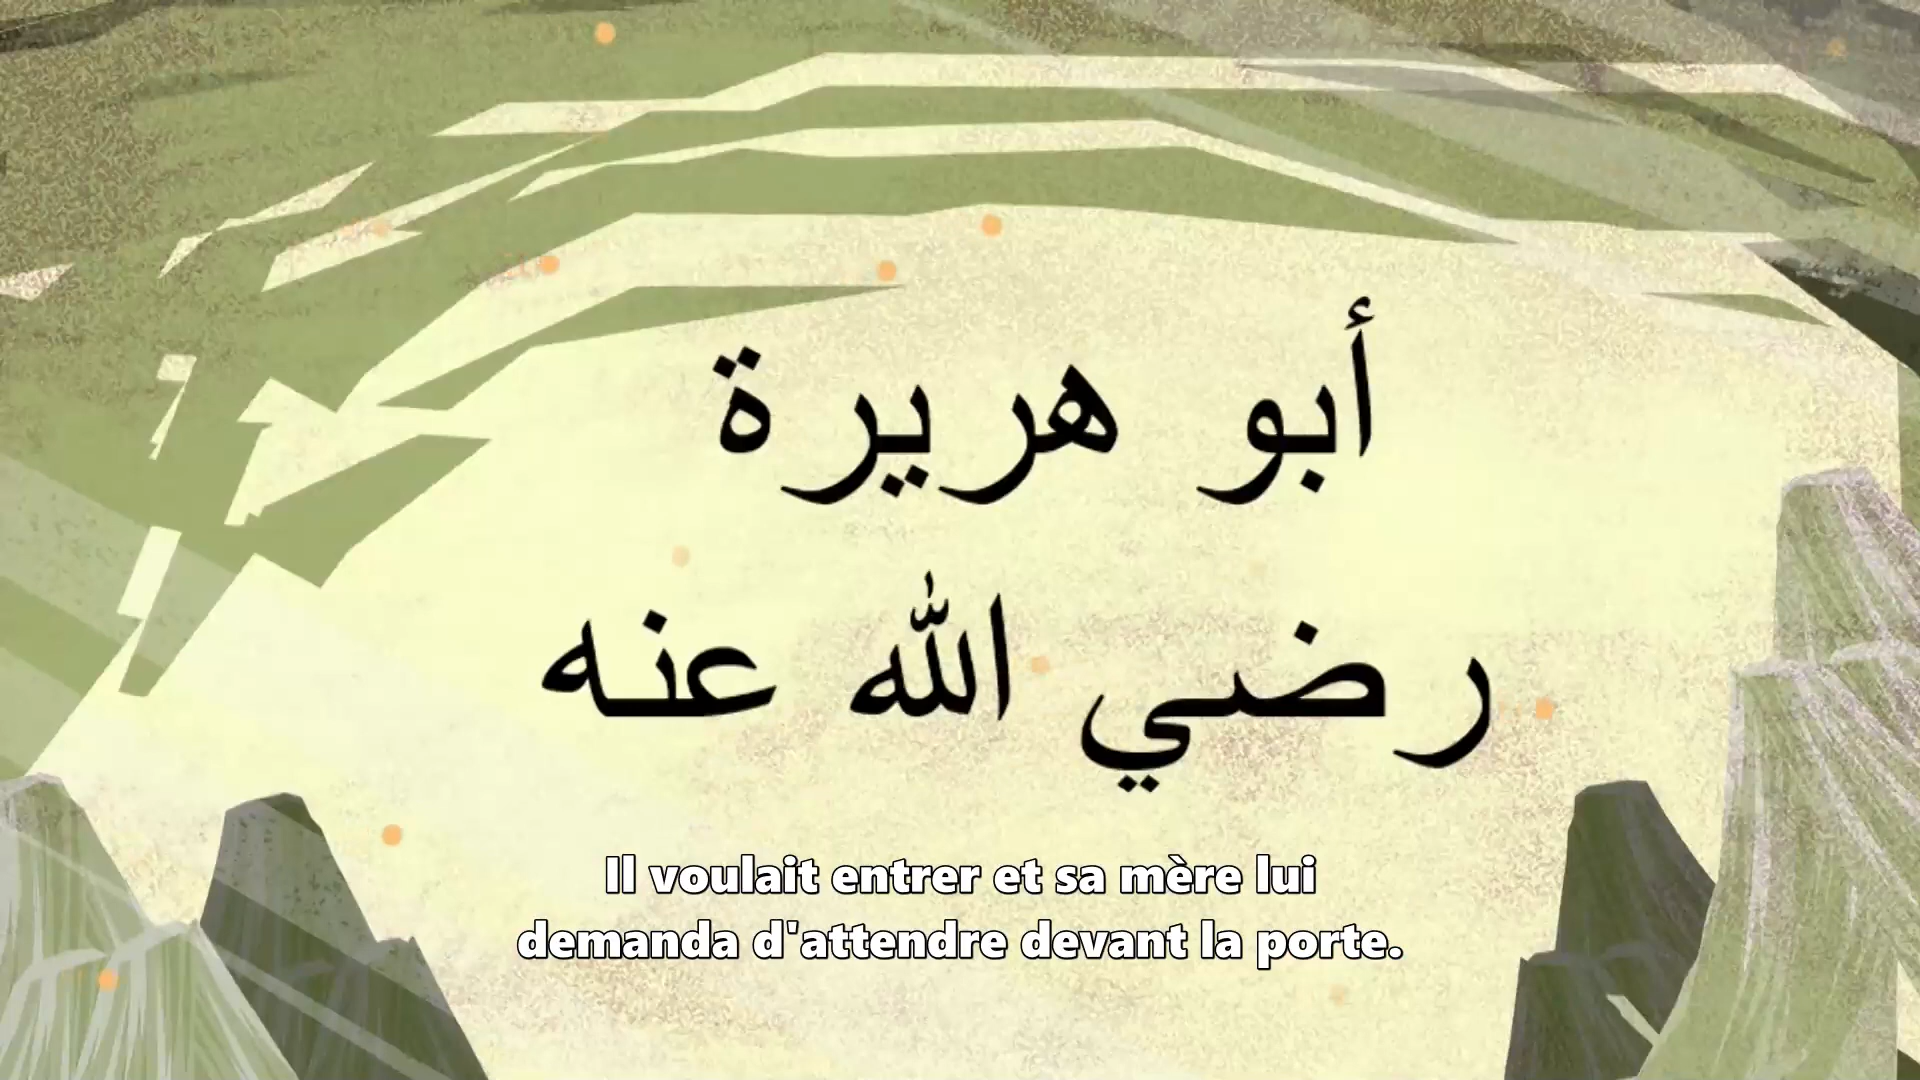 أبو هريرة
رضي الله عنه
Il voulait entrer et sa mère lui
demanda d'attendre devant la porte.